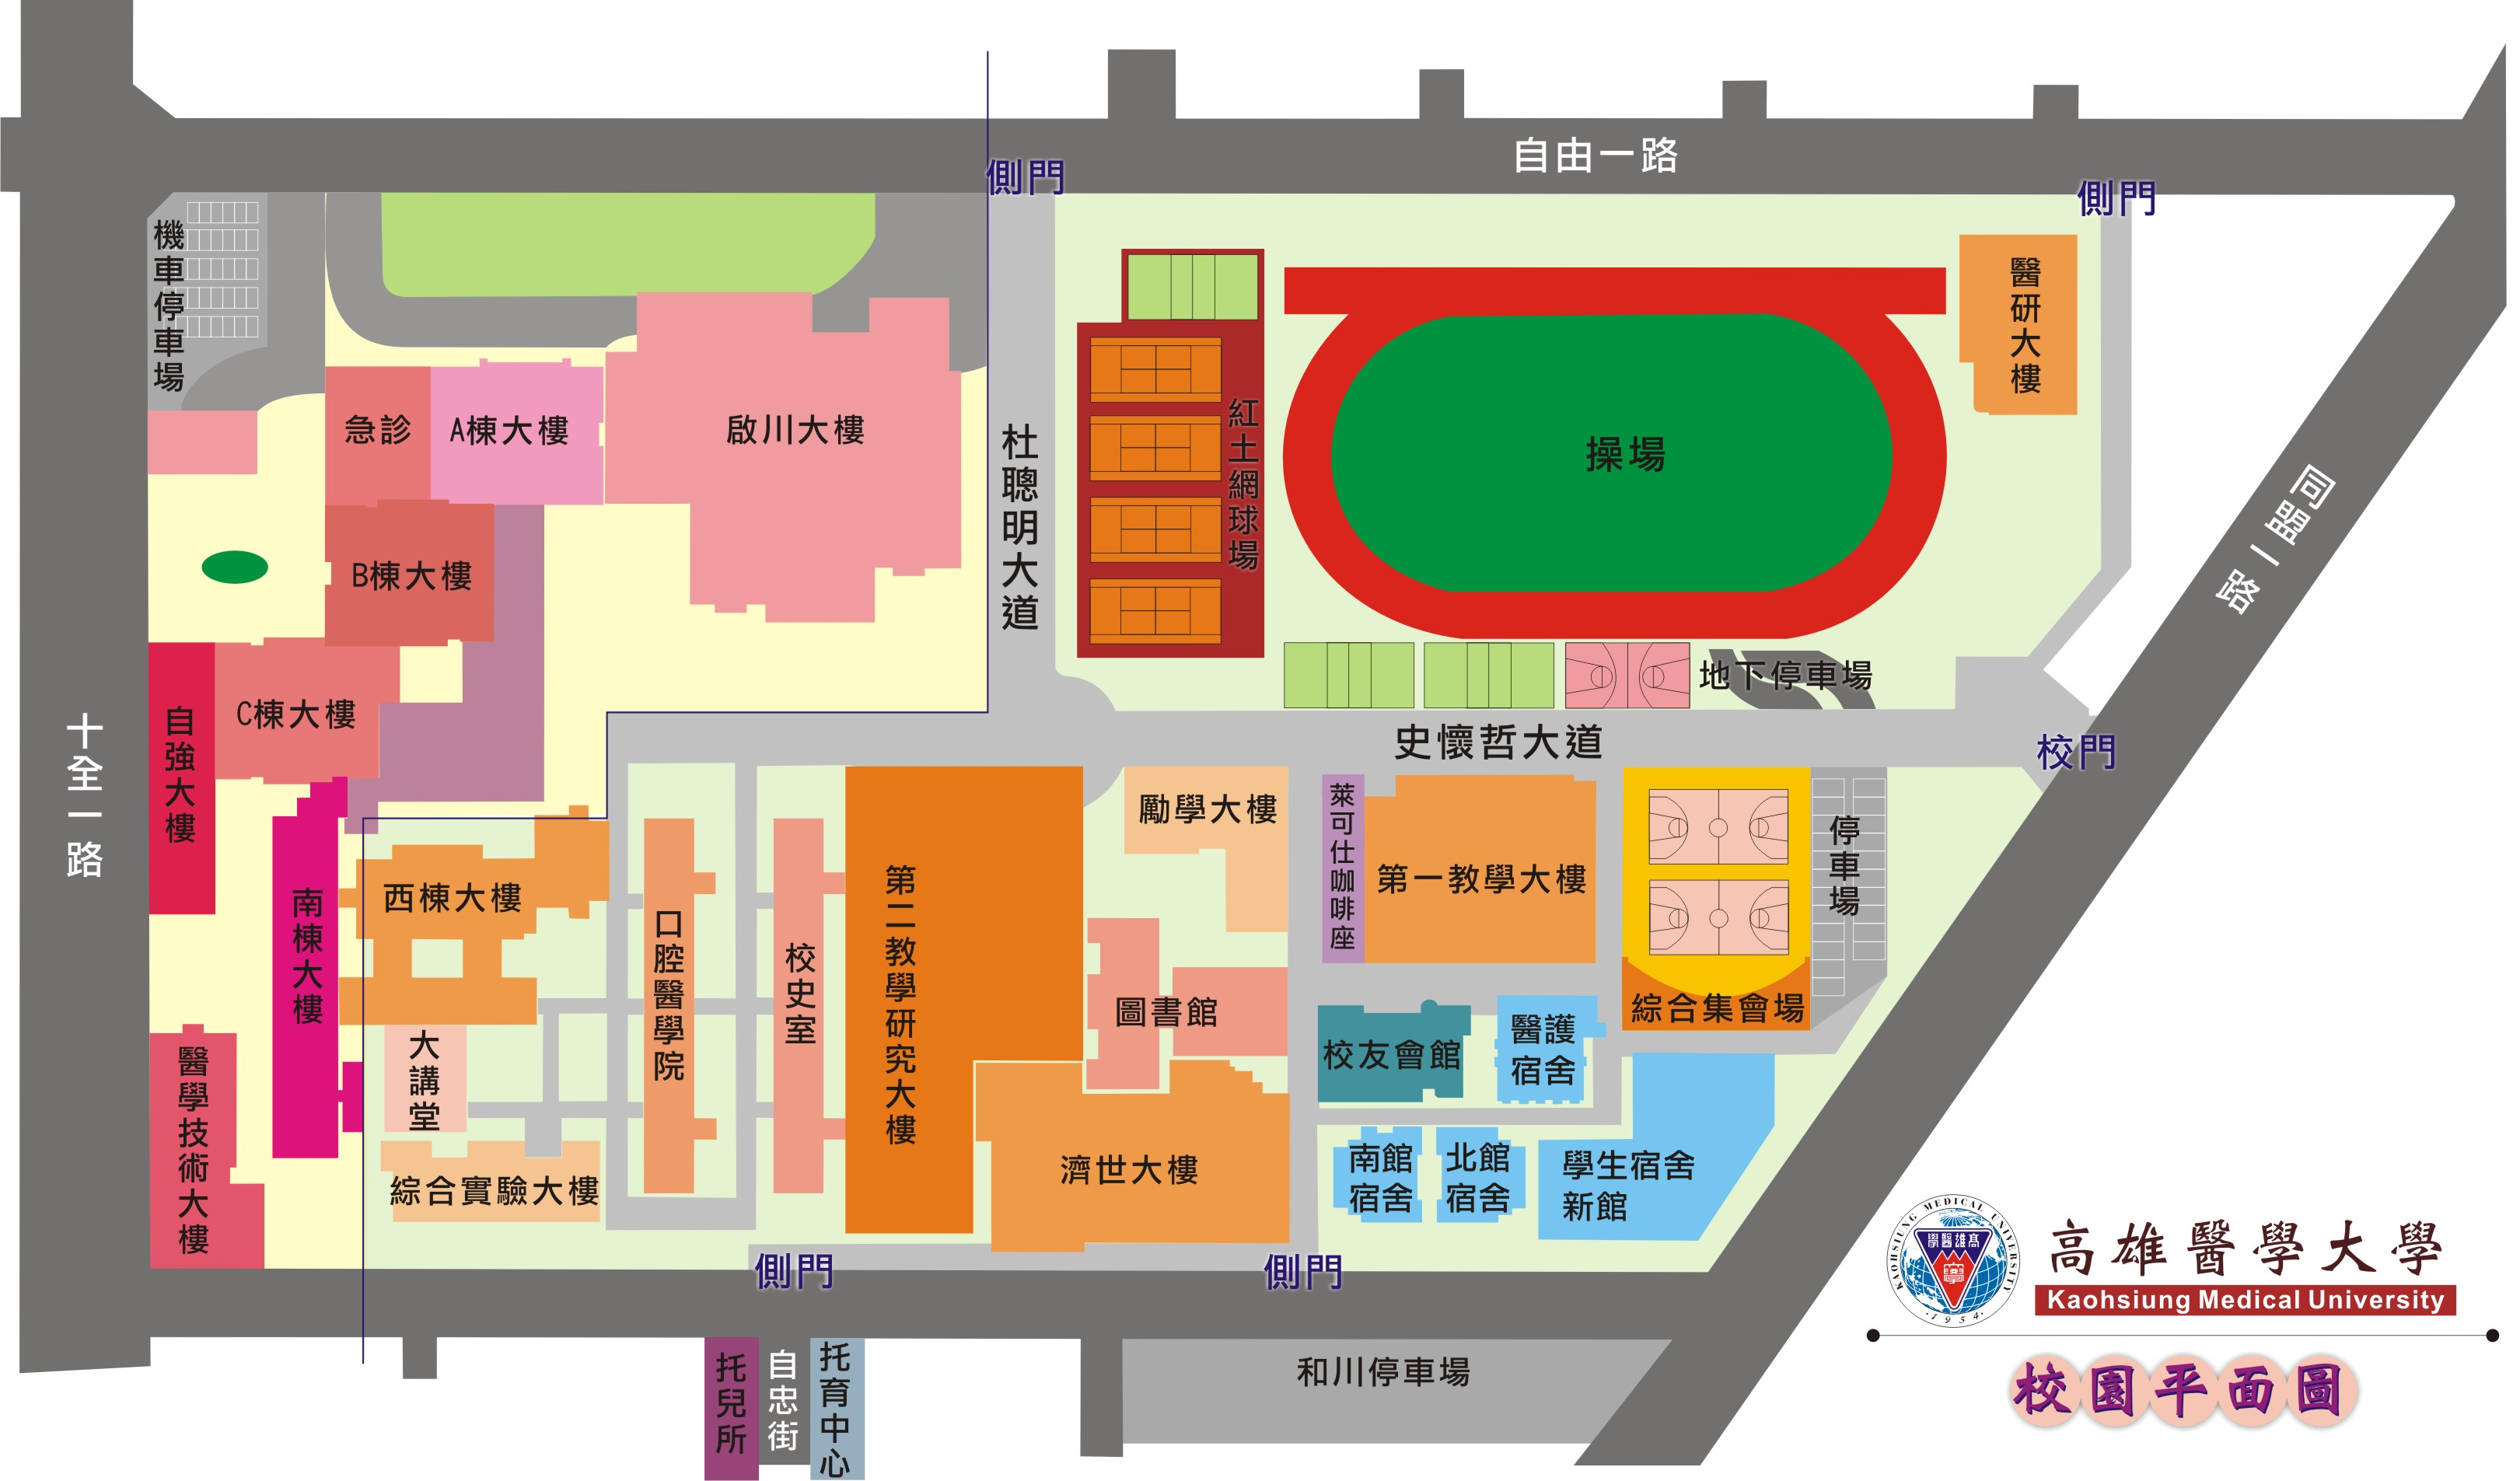 自由一路
側門
側門
機車停車場
醫研大樓
急診
A棟大樓
啟川大樓
杜聰明大道
紅土網球場
操場
同盟一路
B棟大樓
C棟大樓
自強大樓
十全一路
地下停車場
史懷哲大道
校門
南棟大樓
西棟大樓
口腔醫學院
校史室
第二教學研究大樓
勵學大樓
萊可仕咖啡座
第一教學大樓
停車場
綜合集會場
圖書館
校友會館
醫護
宿舍
大講堂
醫學技術大樓
綜合實驗大樓
濟世大樓
南館
宿舍
北館
宿舍
學生宿舍
新館
側門
側門
托兒所
自忠街
托育中心
和川停車場
KAOHSIUNG MEDICAL UNIVERSITY
學醫雄高
·1954·
高雄醫學大學
Kaohsiung Medical University
校園平面圖